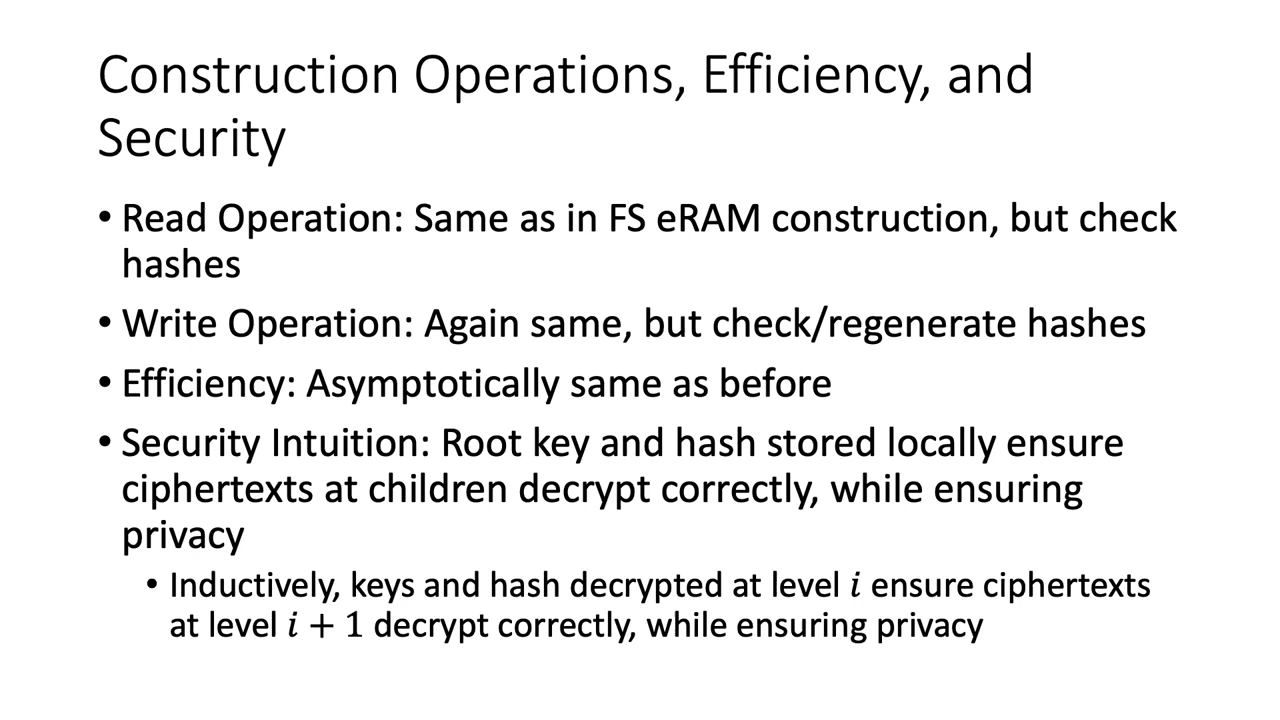 Construction Operations, Efficiency, and
Security
• Read Operation: Same as in FS eRAM construction, but check
hashes
• Write Operation: Again same, but check/regenerate hashes
• Efficiency: Asymptotically same as before
• Security Intuition: Root key and hash stored locally ensure
ciphertexts at children decrypt correctly, while ensuring
privacy
• Inductively, keys and hash decrypted at level 𝑖 ensure ciphertexts
at level 𝑖 + 1 decrypt correctly, while ensuring privacy